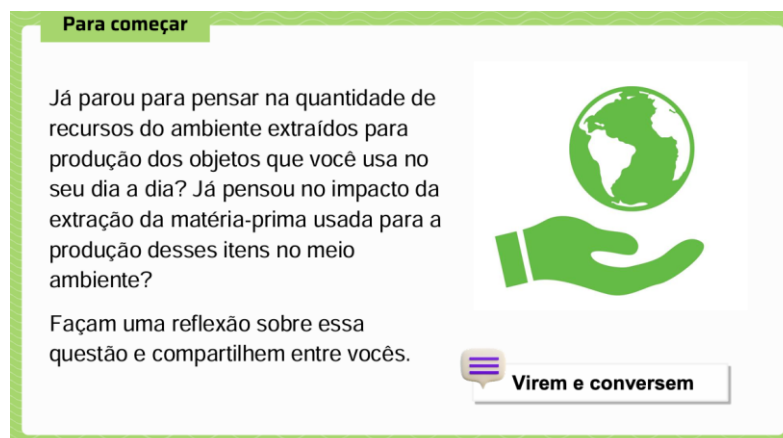 Para começar
Já parou para pensar na quantidade de
recursos do ambiente extraídos para
produção dos objetos que você usa no
seu dia a dia? Já pensou no impacto da
extração da matéria-prima usada para a
produção desses itens no meio
ambiente?
Façam uma reflexão sobre essa
questão e compartilhem entre vocês.
Virem e conversem